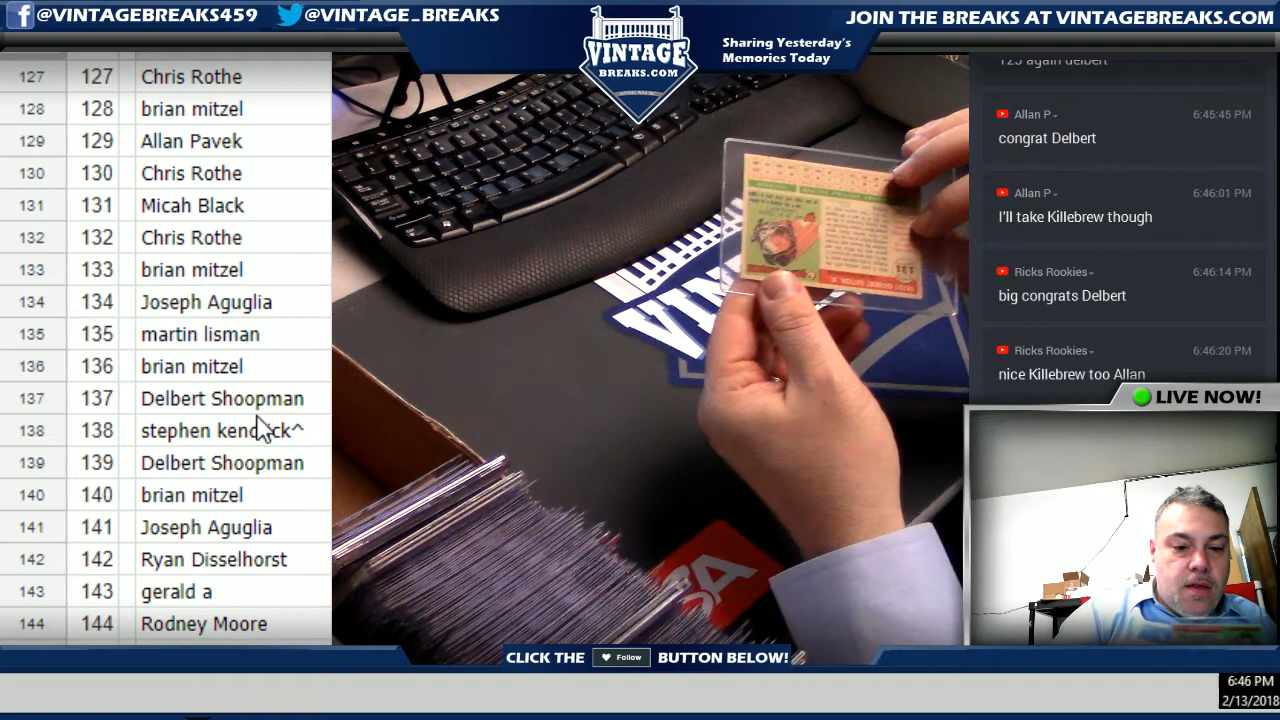 @VINTAGEBREAKS459 @VINTAGE_BREAKS
VINTAGE
BREAKS.COM
Sharing Yesterday's
Memories Today
JOIN THE BREAKS AT VINTAGEBREAKS.COM
127 127 Chris Rothe
128 128 brian mitzel
129 129 Allan Pavek
130 130 Chris Rothe
131 131 Micah Black
132 132 Chris Rothe
133 133 brian mitzel
134 134 Joseph Aguglia
135 135 martin lisman
136 136 brian mitzel
137 137 Delbert Shoopman
138 138 stephen kendrick^
139 139 Delbert Shoopman
140 140 brian mitzel
141 141 Joseph Aguglia
142 142 Ryan Disselhorst
143 143 gerald a
144 144 Rodney Moore
131
123 again delbert
Allan P 6:45:45 PM
congrat Delbert
Allan P 6:46:01 PM
I'll take Killebrew though
Ricks Rookies 6:46:14 PM
big congrats Delbert
Ricks Rookies 6:46:20 PM
nice Killebrew too Allan
LIVE NOW!
CLICK THE Follow BUTTON BELOW!
6:46 PM
2/13/2018